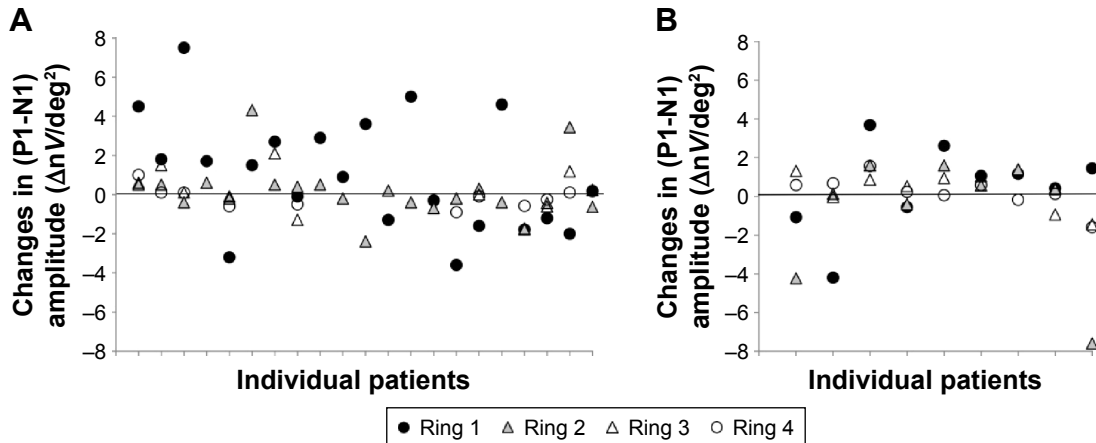 A
Changes in (P1-N1)
amplitude (ΔnV/deg²)
8
6
4
2
0
–2
–4
–6
–8
Individual patients
B
Changes in (P1-N1)
amplitude (ΔnV/deg²)
8
6
4
2
0
–2
–4
–6
–8
Individual patients
Ring 1 Ring 2 Ring 3 Ring 4